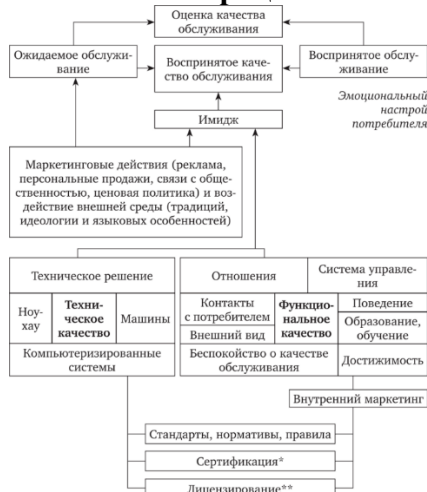 Оценка качества
обслуживания
Ожидаемое обслужи-
вание
Воспринятое каче-
ство обслуживания
Воспринятое обслу-
живание
Эмоциональный
настрой
потребителя
Имидж
Маркетинговые действия (реклама,
персональные продажи, связи с обще-
ственностью, ценовая политика) и воз-
действие внешней среды (традиций,
идеологии и языковых особенностей)
Техническое решение
Ноу-
хау
Техни-
ческое
качество
Машины
Компьютеризированные
системы
Отношения
Система управле-
ния
Контакты
с потребителем
Внешний вид
Функцио-
нальное
качество
Поведение
Образование,
обучение
Беспокойство о качестве
обслуживания
Достижимость
Внутренний маркетинг
Стандарты, нормативы, правила
Сертификация*
Лицензирование**